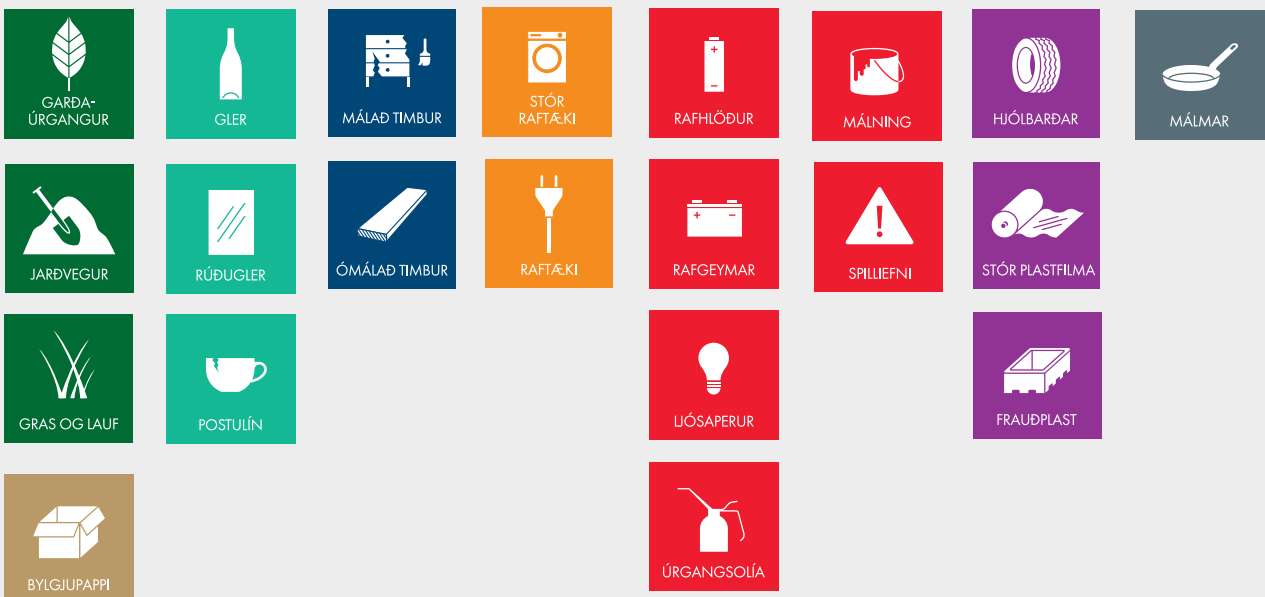 GARÐA-
ÚRGANGUR
GLER
MÁLAÐ TIMBUR
STÓR
RAFTÆKI
RAFHLÖÐUR
MÁLNING
HJÓLBARÐAR
MÁLMAR
JARÐVEGUR
RÚÐUGLER
ÓMÁLAÐ TIMBUR
RAFTÆKI
RAFGEYMAR
SPILLIEFNI
STÓR PLASTFILMA
GRAS OG LAUF
POSTULÍN
LJÓSAPERUR
FRAUÐPLAST
BYLGJUPAPPI
ÚRGANGSOLÍA